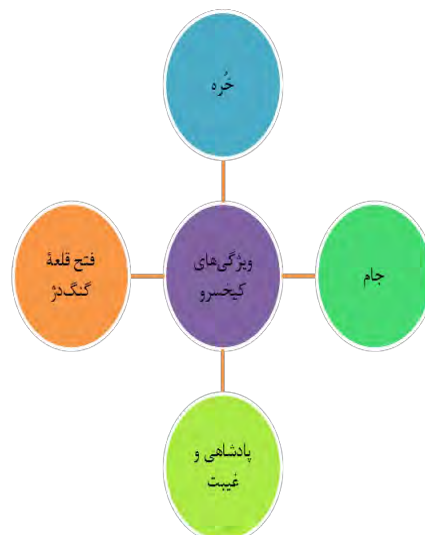 خُره
جام
ویژگی‌های
کیخسرو
فتح قلعهٔ
گنگ‌دژ
پادشاهی و
غیبت